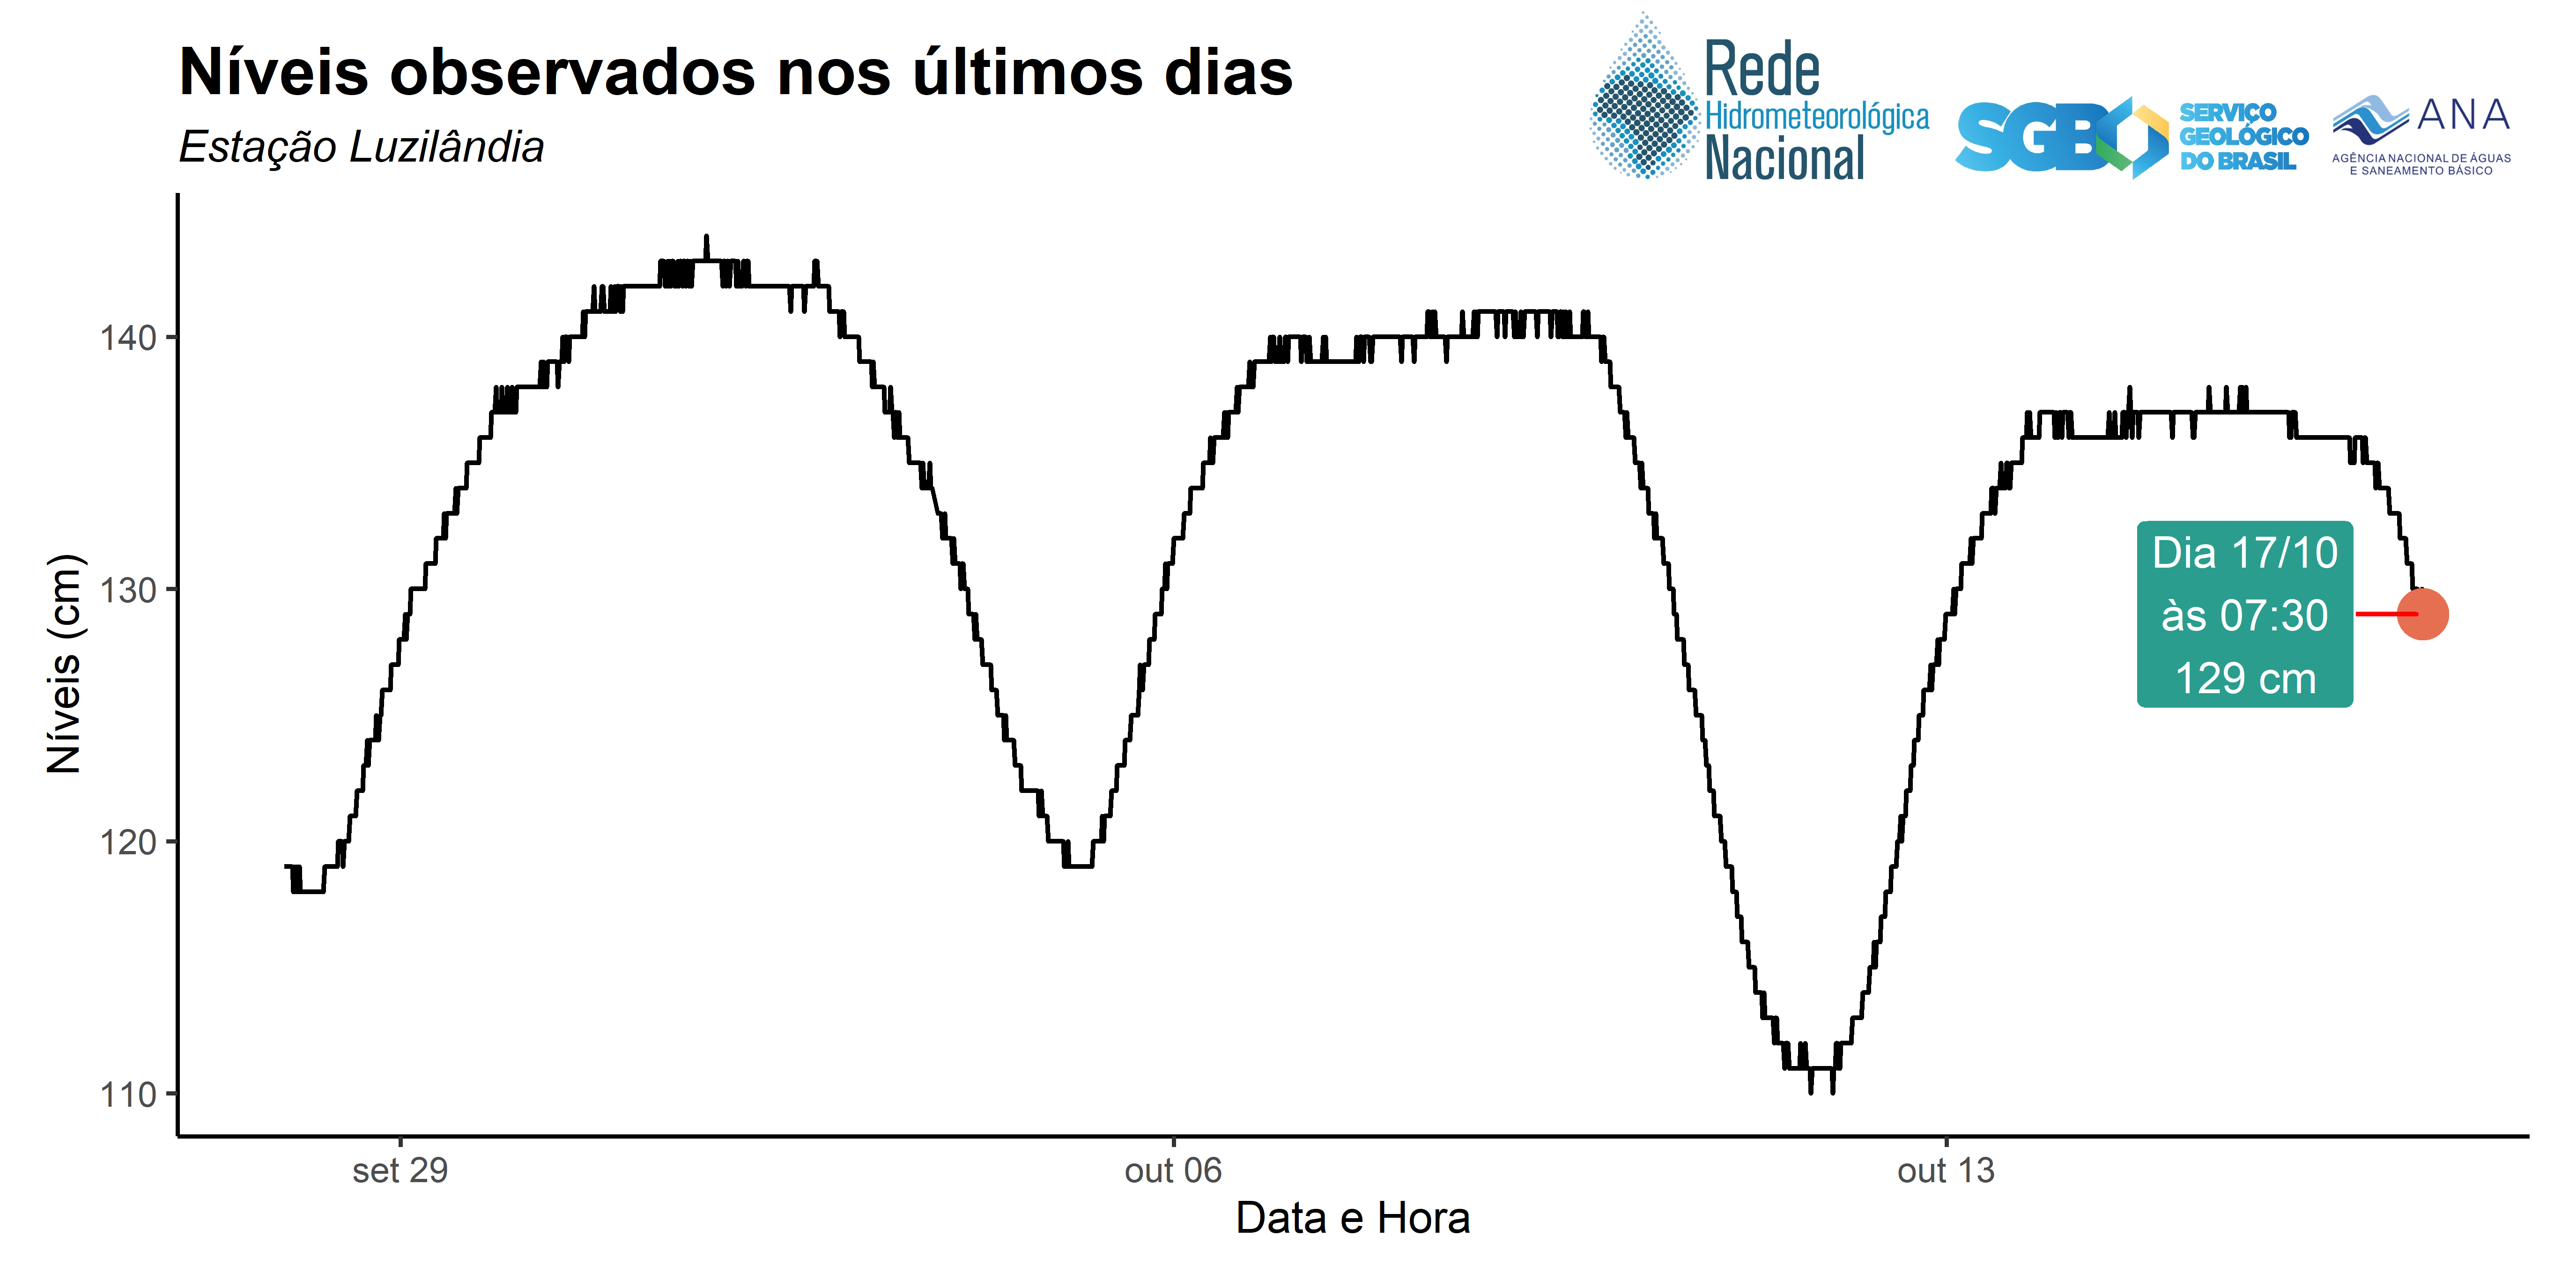 Níveis observados nos últimos dias
Estação Luzilândia
Rede
Hidrometeorológica
Nacional
SGB
SERVIÇO
GEOLÓGICO
DO BRASIL
ANA
AGÊNCIA NACIONAL DE ÁGUAS
E SANEAMENTO BÁSICO
Níveis (cm)
140
130
120
110
Dia 17/10
às 07:30
129 cm
set 29
out 06
out 13
Data e Hora